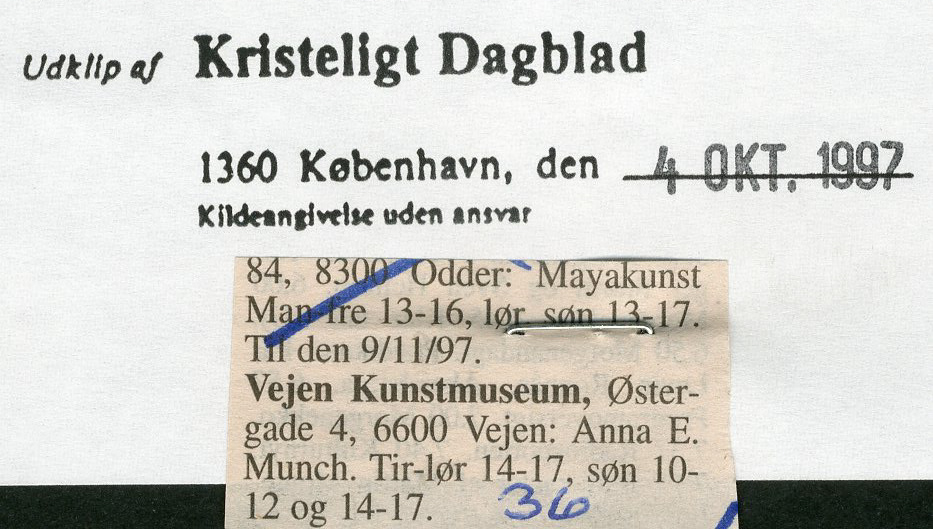 Udklip af Kristeligt Dagblad
1360 København, den 4 OKT. 1997
Kildeangivelse uden ansvar
84, 8300 Odder: Mayakunst
Man-fre 13-16, lør, søn 13-17.
Til den 9/11/97.
Vejen Kunstmuseum, Øster-
gade 4, 6600 Vejen: Anna E.
Munch. Tir-lør 14-17, søn 10-
12 og 14-17. 36